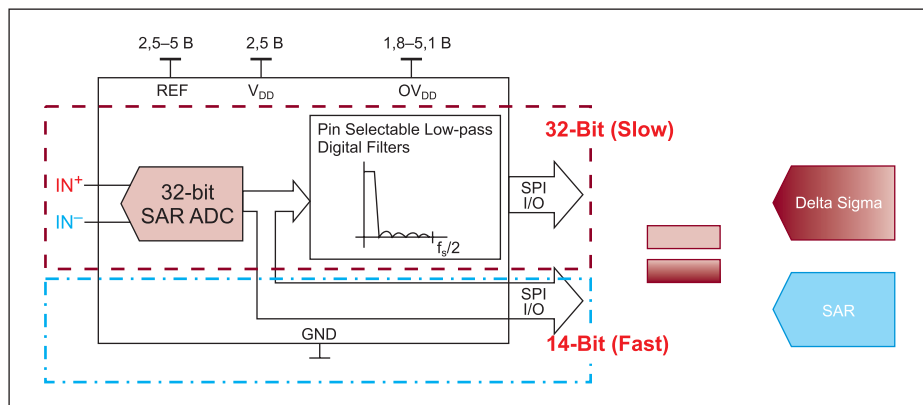 2,5–5 В
2,5 В
1,8–5,1 В
REF
VDD
OVDD
Pin Selectable Low-pass
Digital Filters
32-Bit (Slow)
IN+
IN–
32-bit
SAR ADC
SPI
I/O
fs/2
Delta Sigma
SPI
I/O
SAR
GND
14-Bit (Fast)